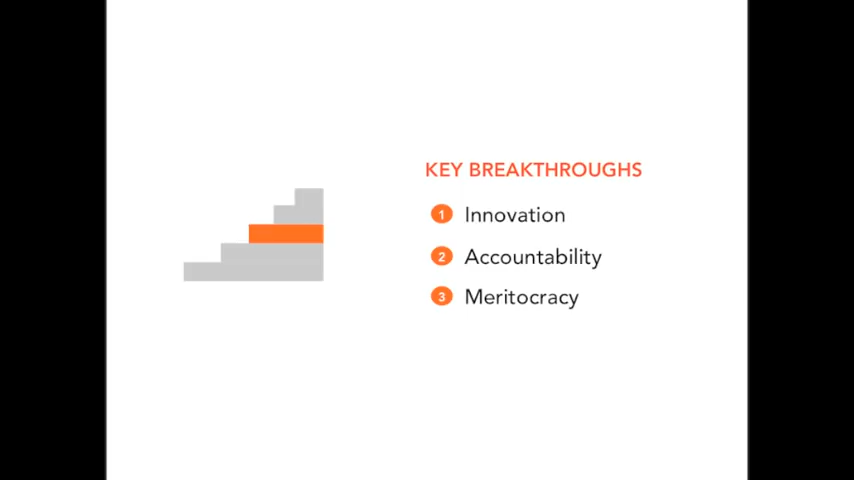 KEY BREAKTHROUGHS
1 Innovation
2 Accountability
3 Meritocracy